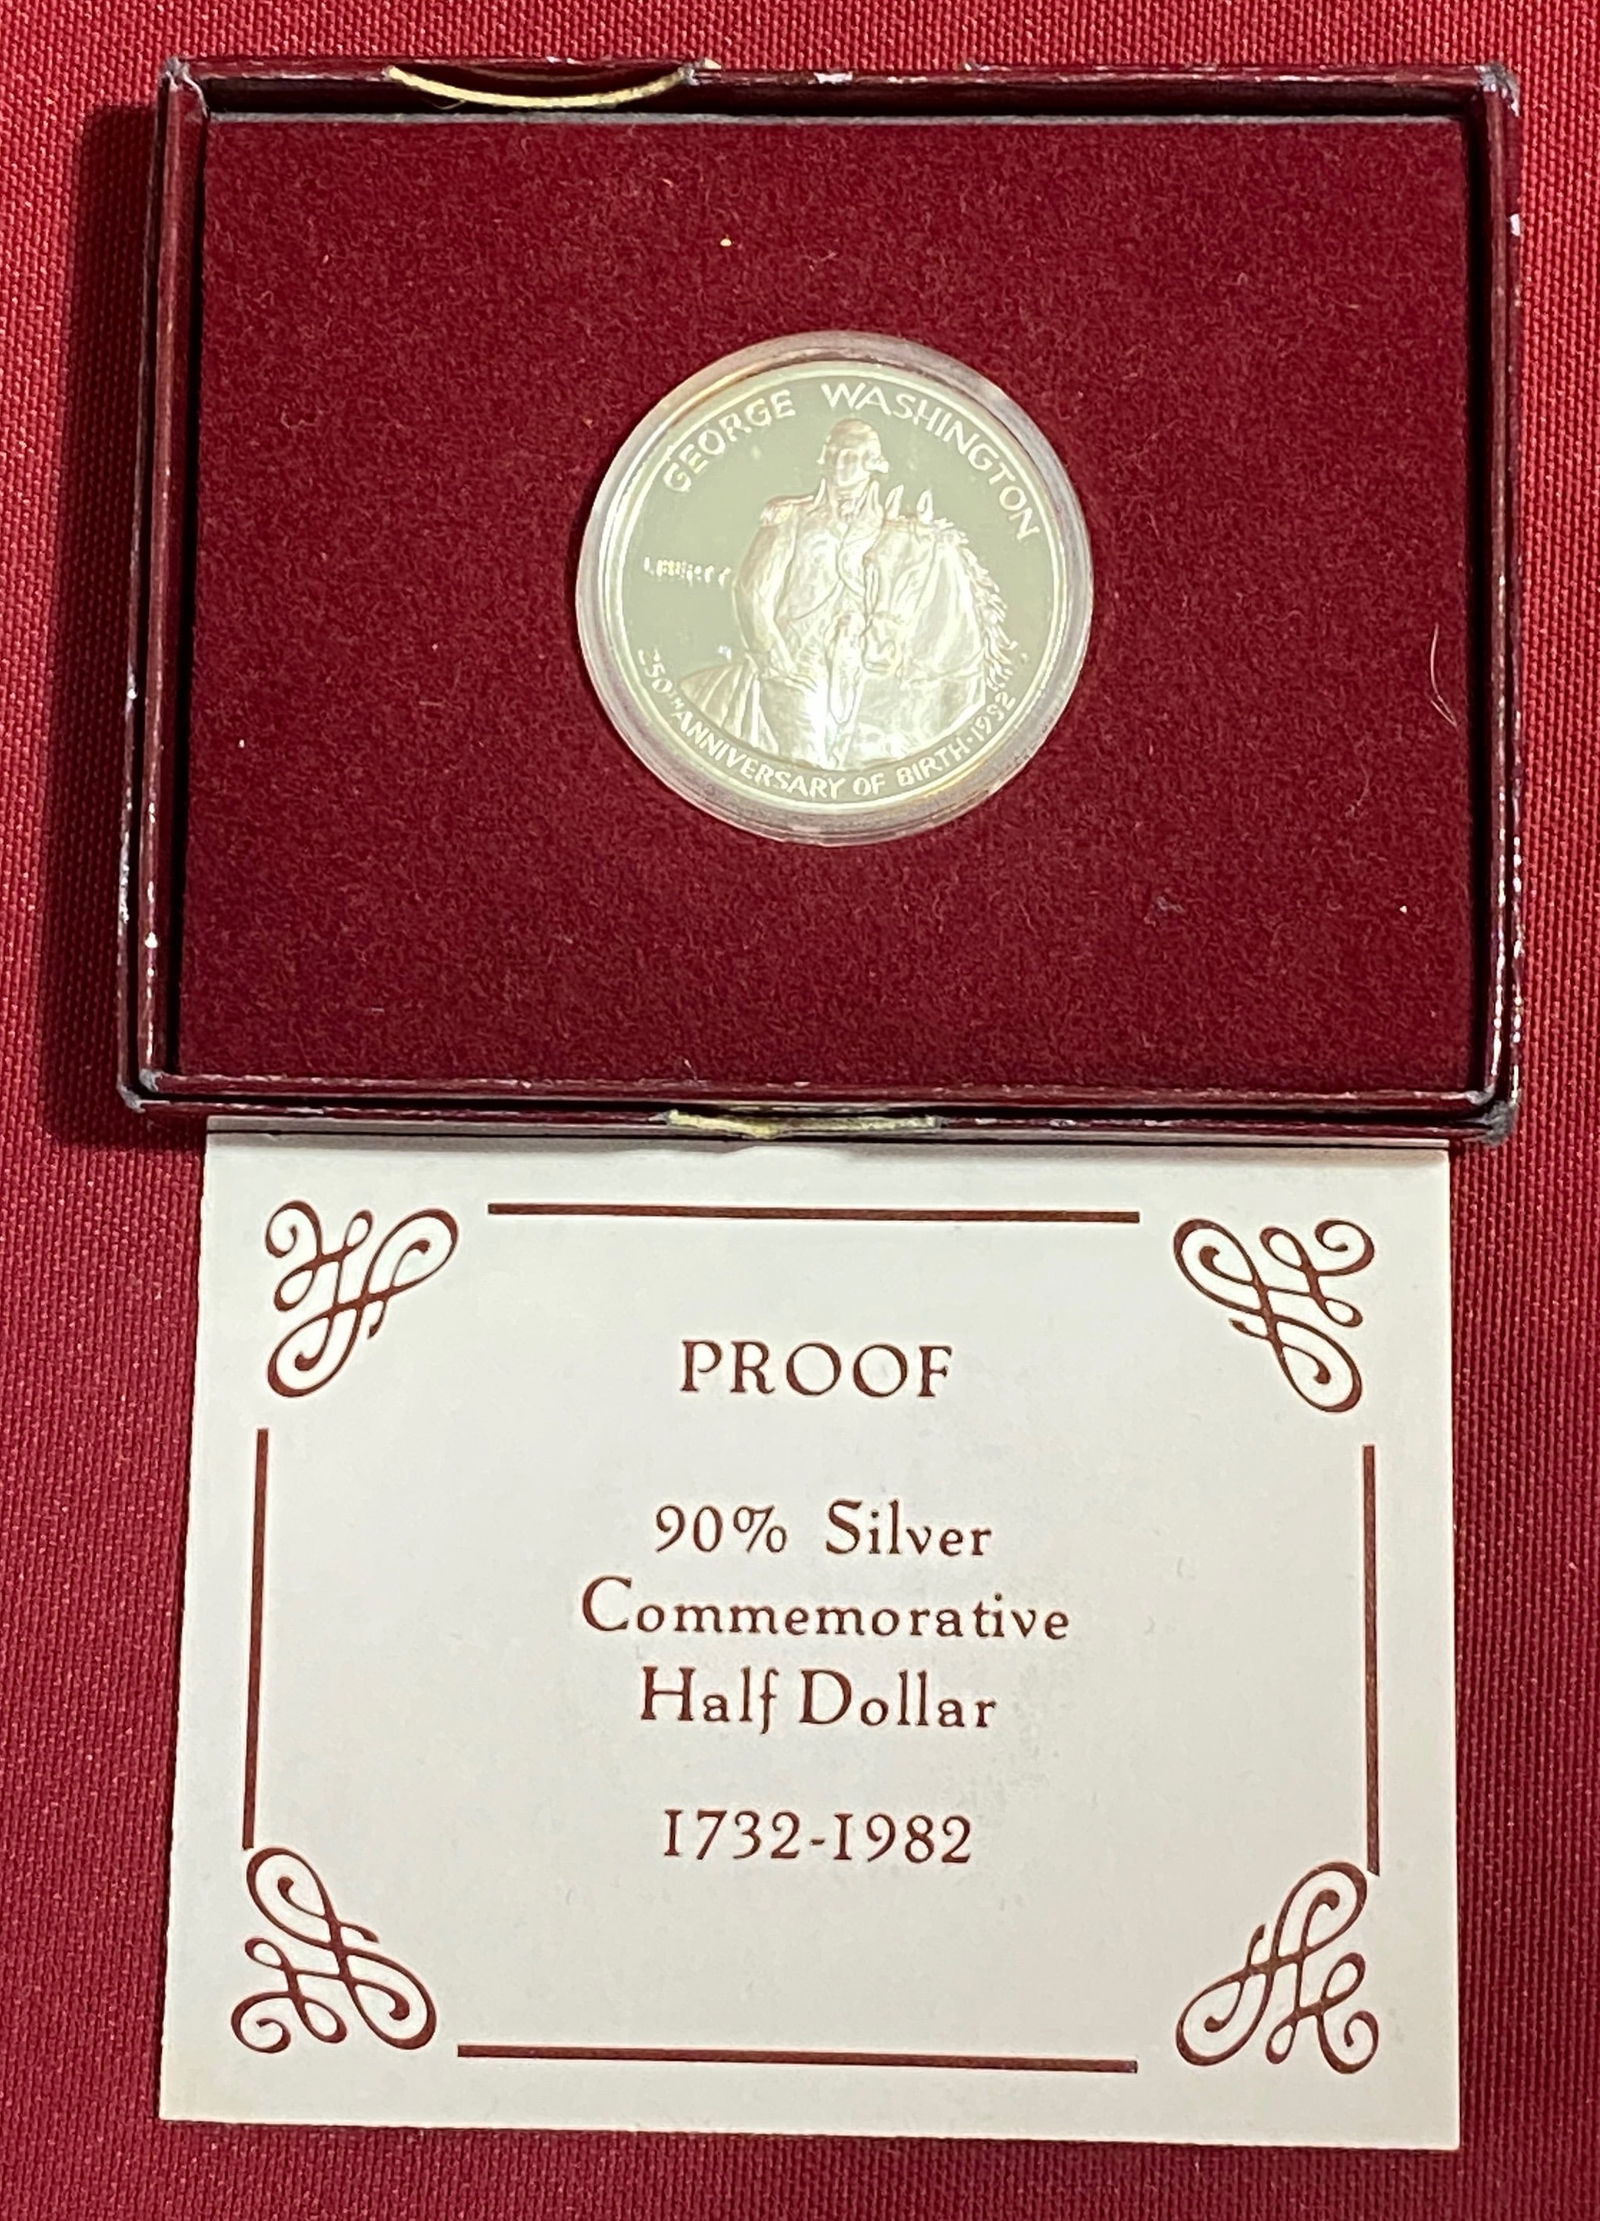 GEORGE WASHINGTON
LIBERTY
250TH ANNIVERSARY OF BIRTH·1982
PROOF
90% Silver
Commemorative
Half Dollar
1732-1982